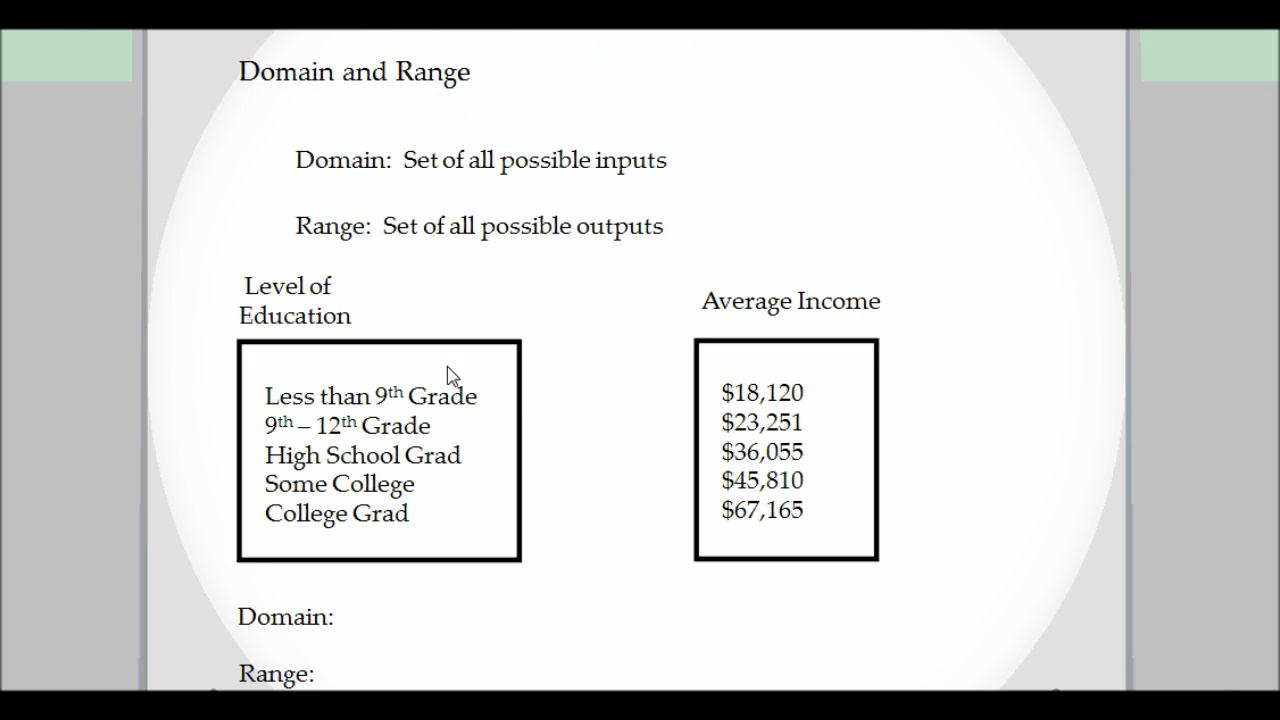 Domain and Range
Domain: Set of all possible inputs
Range: Set of all possible outputs
Level of
Education
Less than 9th Grade
9th – 12th Grade
High School Grad
Some College
College Grad
Average Income
$18,120
$23,251
$36,055
$45,810
$67,165
Domain:
Range: